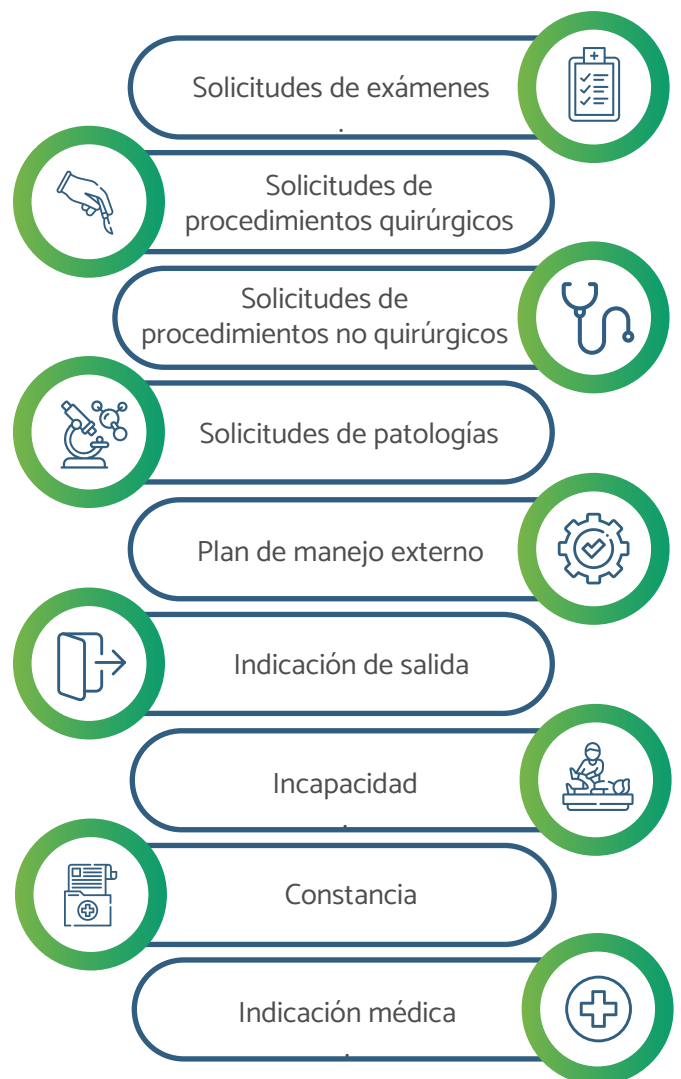 Solicitudes de exámenes
.
Solicitudes de
procedimientos quirúrgicos
Solicitudes de
procedimientos no quirúrgicos
Solicitudes de patologías
Plan de manejo externo
Indicación de salida
Incapacidad
.
Constancia
Indicación médica
.